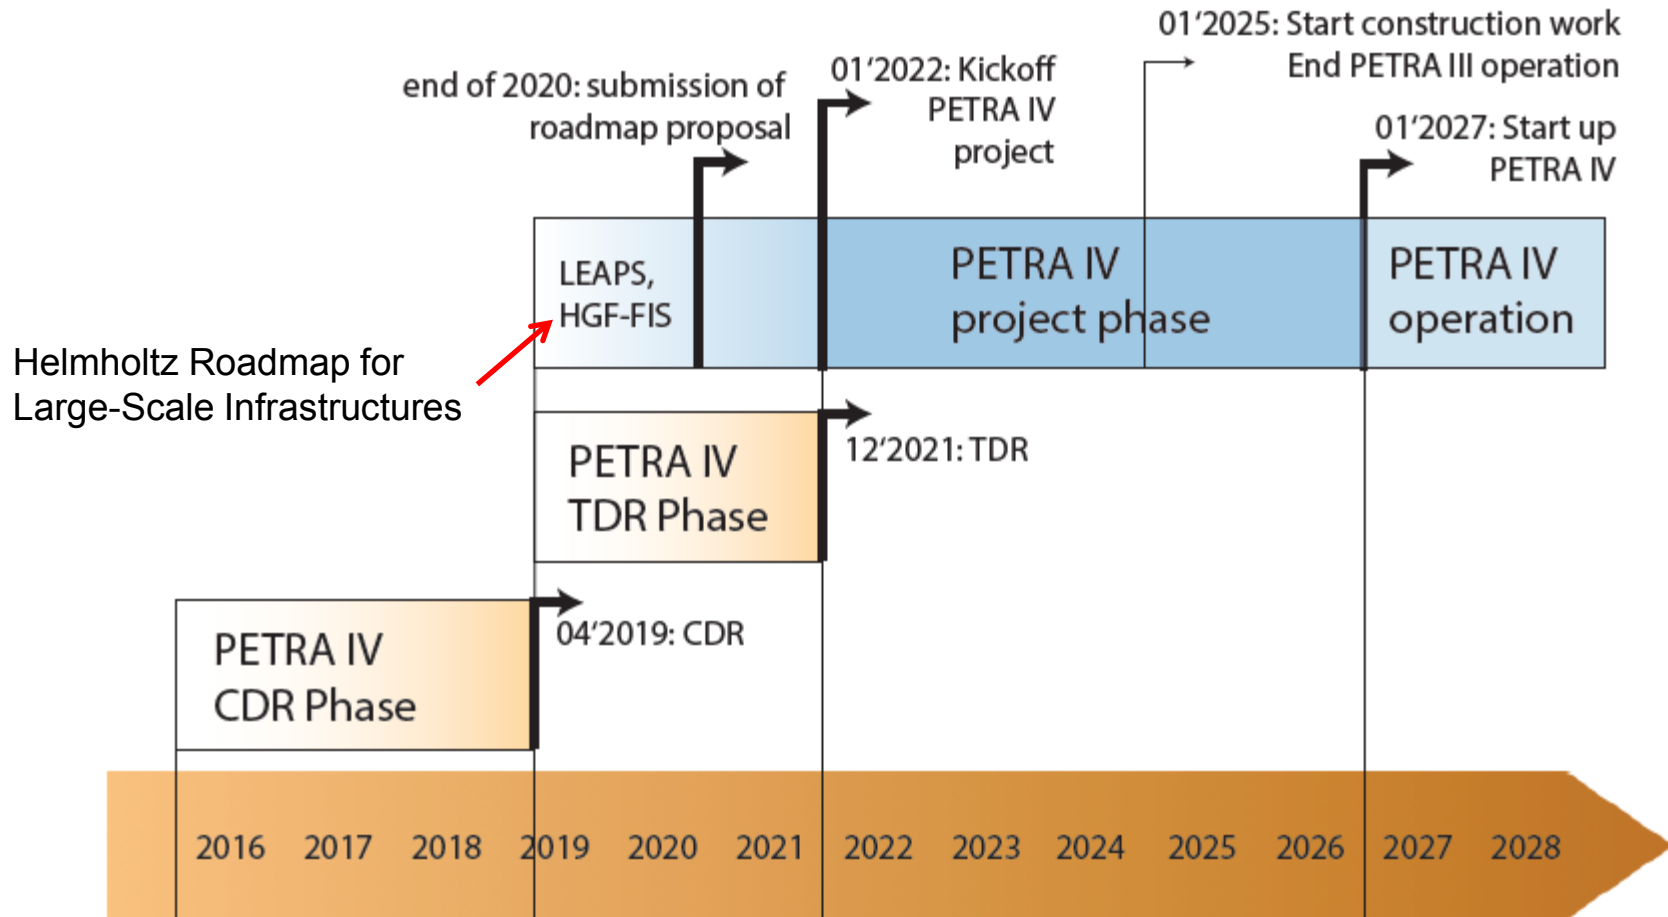 01‘2025: Start construction work
End PETRA III operation
end of 2020: submission of
roadmap proposal
01‘2022: Kickoff
PETRA IV
project
01‘2027: Start up
PETRA IV
LEAPS,
HGF-FIS
PETRA IV
project phase
PETRA IV
operation
Helmholtz Roadmap for
Large-Scale Infrastructures
PETRA IV
TDR Phase
12‘2021: TDR
PETRA IV
CDR Phase
04‘2019: CDR
2016 2017 2018 2019 2020 2021 2022 2023 2024 2025 2026 2027 2028